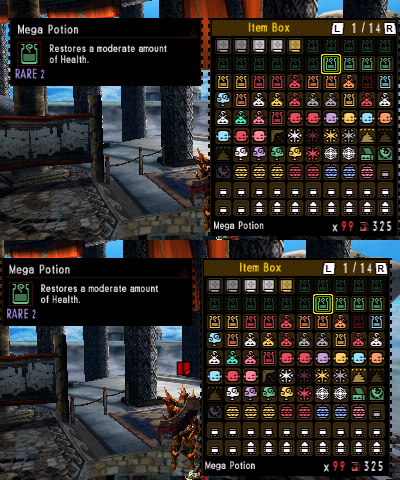 Mega Potion
Restores a moderate amount
of Health.
RARE 2
Item Box
L 1/14 R
Mega Potion
x 99
325
Mega Potion
Restores a moderate amount
of Health.
RARE 2
Item Box
L 1/14 R
Mega Potion
x 99
325